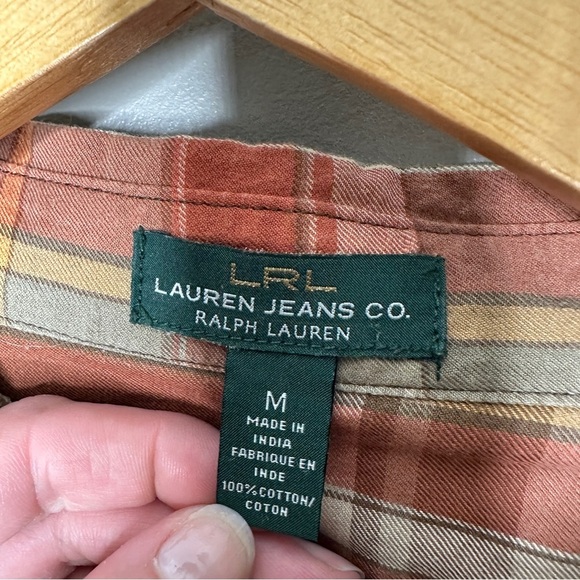 LRL
LAUREN JEANS CO.
RALPH LAUREN
M
MADE IN
INDIA
FABRIQUE EN
INDE
100%COTTON/
COTON